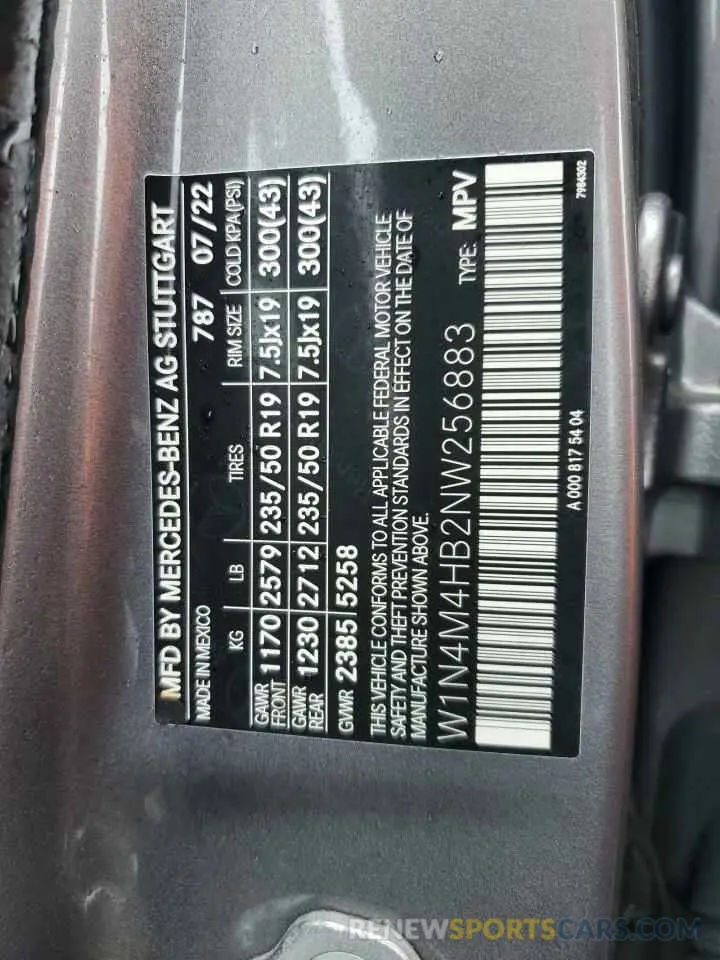 MFD BY MERCEDES-BENZ AG STUTTGART
MADE IN MEXICO 787 07/22
KG LB TIRES RIM SIZE COLD KPA(PSI)
GAWR FRONT 1170 2579 235/50 R19 7.5Jx19 300(43)
GAWR REAR 1230 2712 235/50 R19 7.5Jx19 300(43)
GVWR 2385 5258
THIS VEHICLE CONFORMS TO ALL APPLICABLE FEDERAL MOTOR VEHICLE
SAFETY AND THEFT PREVENTION STANDARDS IN EFFECT ON THE DATE OF
MANUFACTURE SHOWN ABOVE.
W1N4M4HB2NW256883 TYPE: MPV
A 000 817 54 04
7984302
RENEWSPORTSCARS.COM